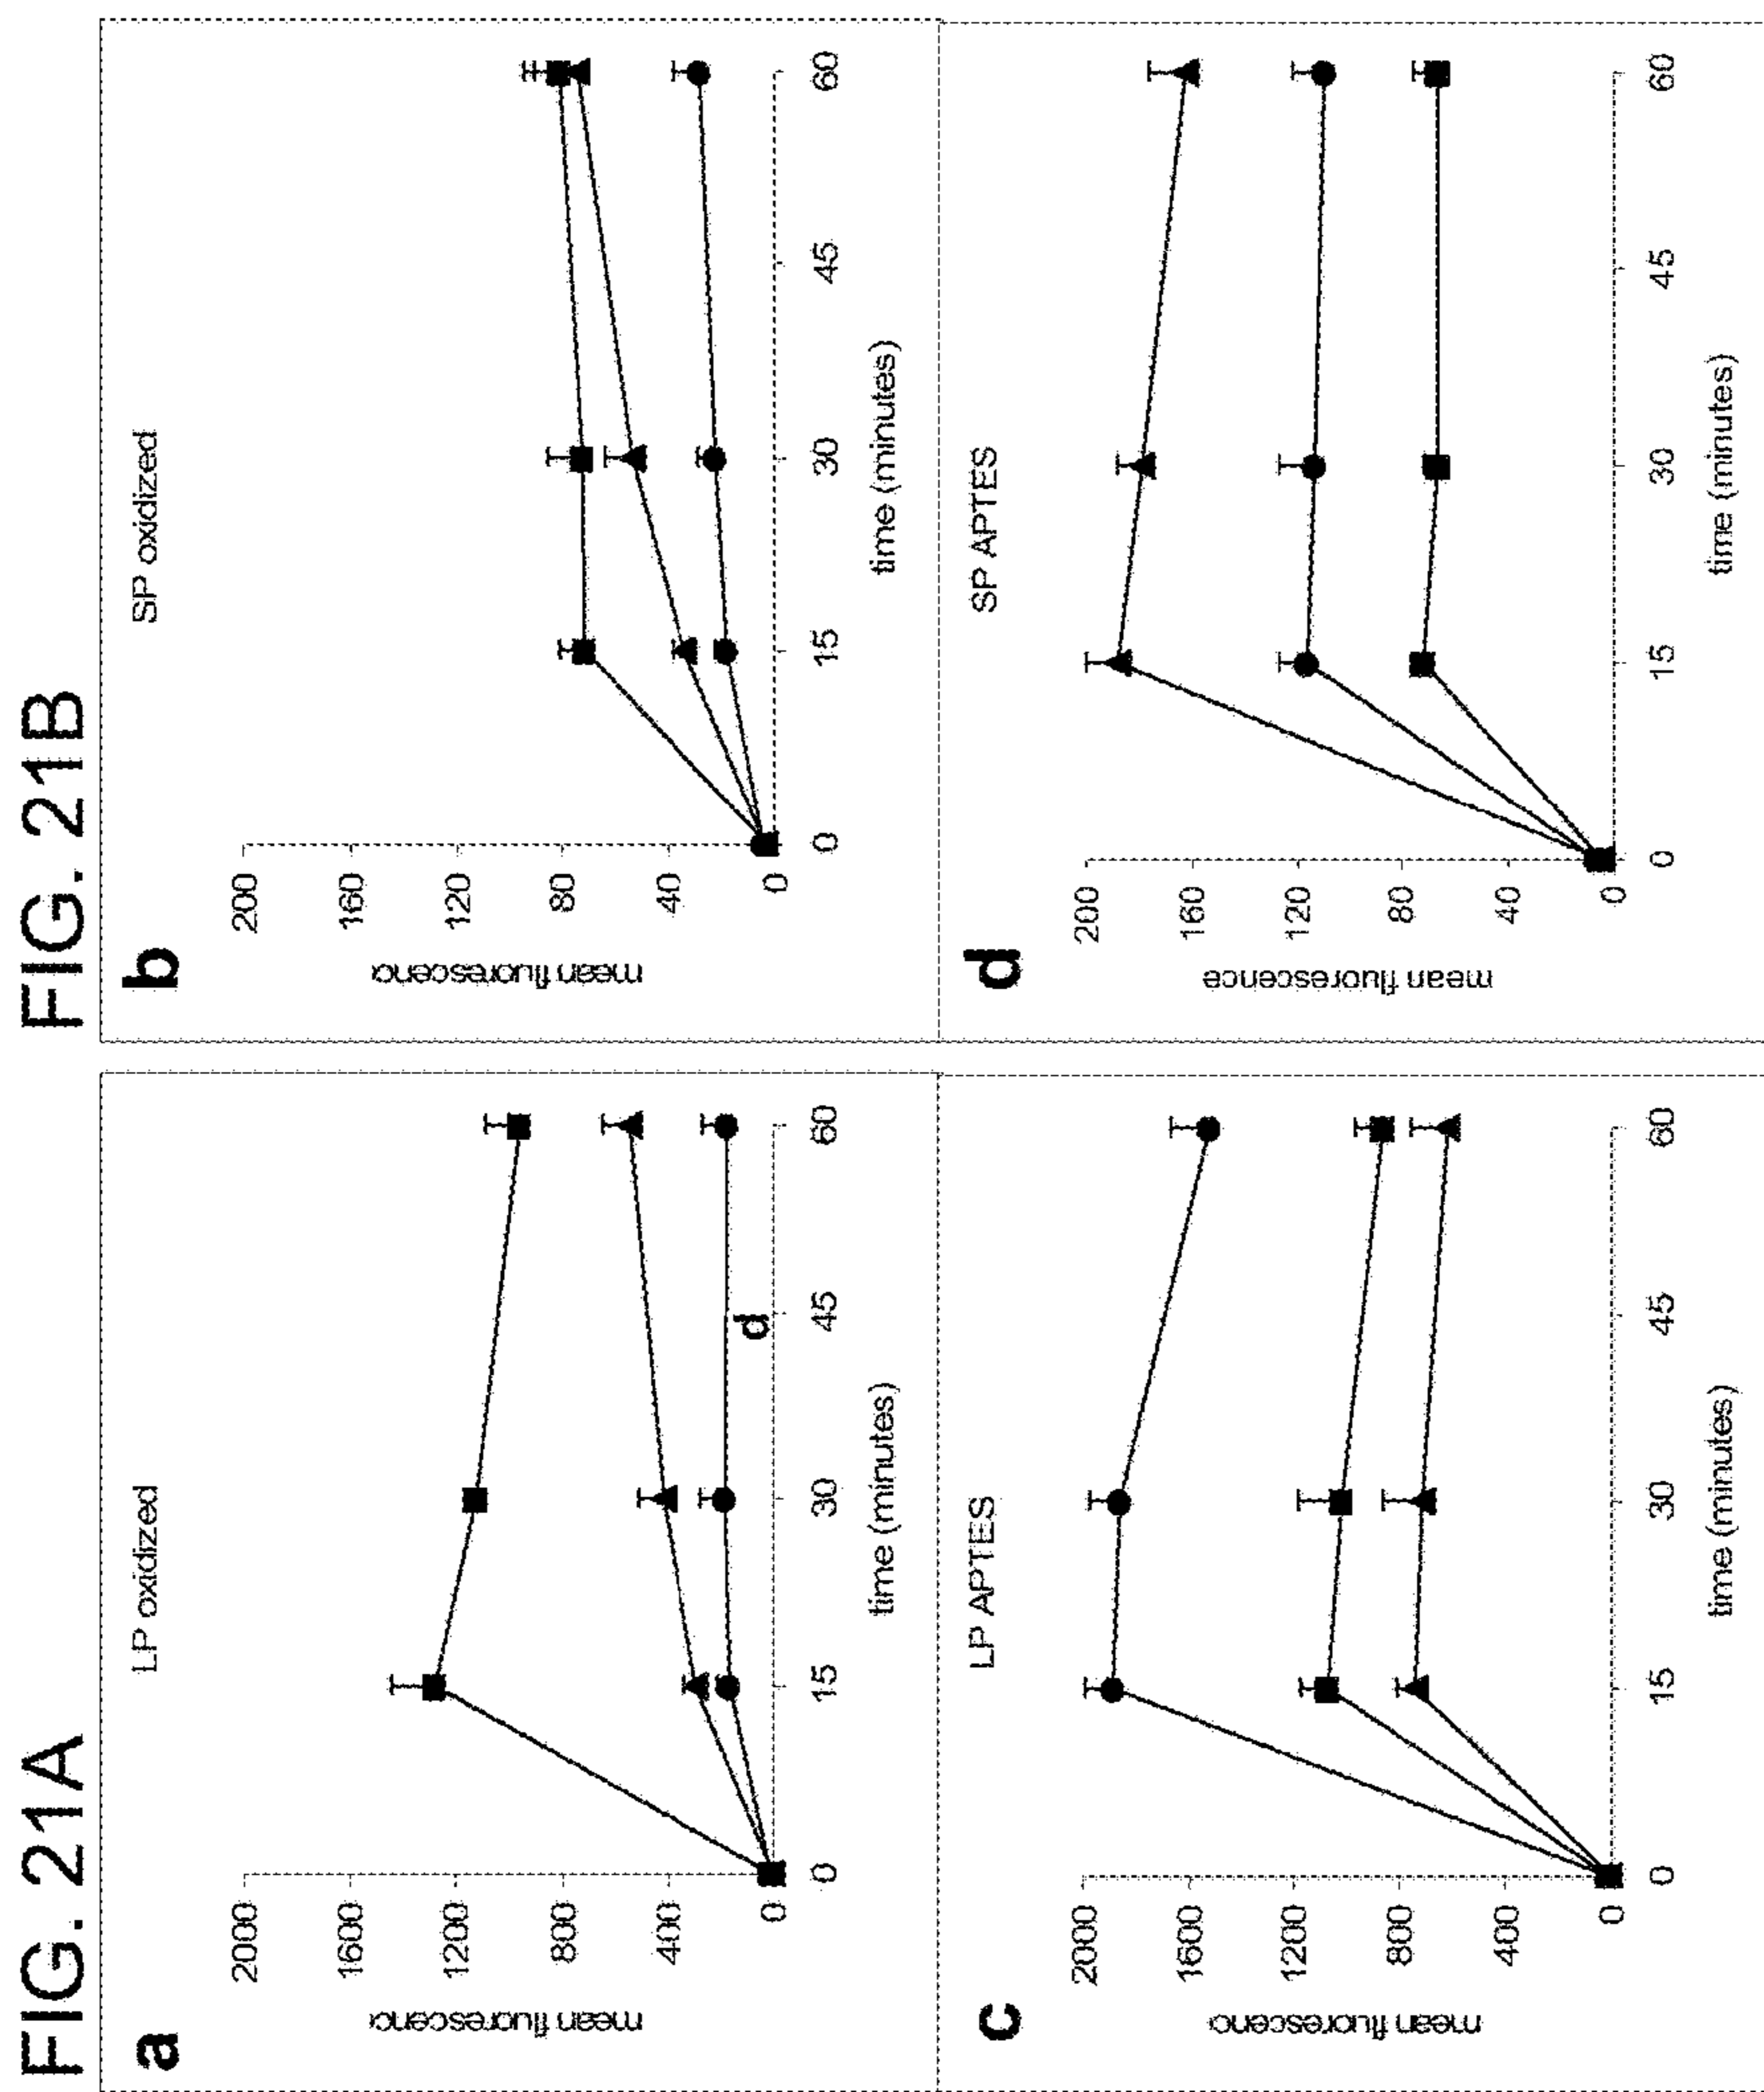 FIG. 21A
a
LP oxidized
mean fluorescenc
2000
1600
1200
800
400
0
0 15 30 45 60
d
time (minutes)
c
LP APTES
mean fluorescenc
2000
1600
1200
800
400
0
0 15 30 45 60
time (minutes)
FIG. 21B
b
SP oxidized
mean fluorescenc
200
160
120
80
40
0
0 15 30 45 60
time (minutes)
d
SP APTES
mean fluorescence
200
160
120
80
40
0
0 15 30 45 60
time (minutes)